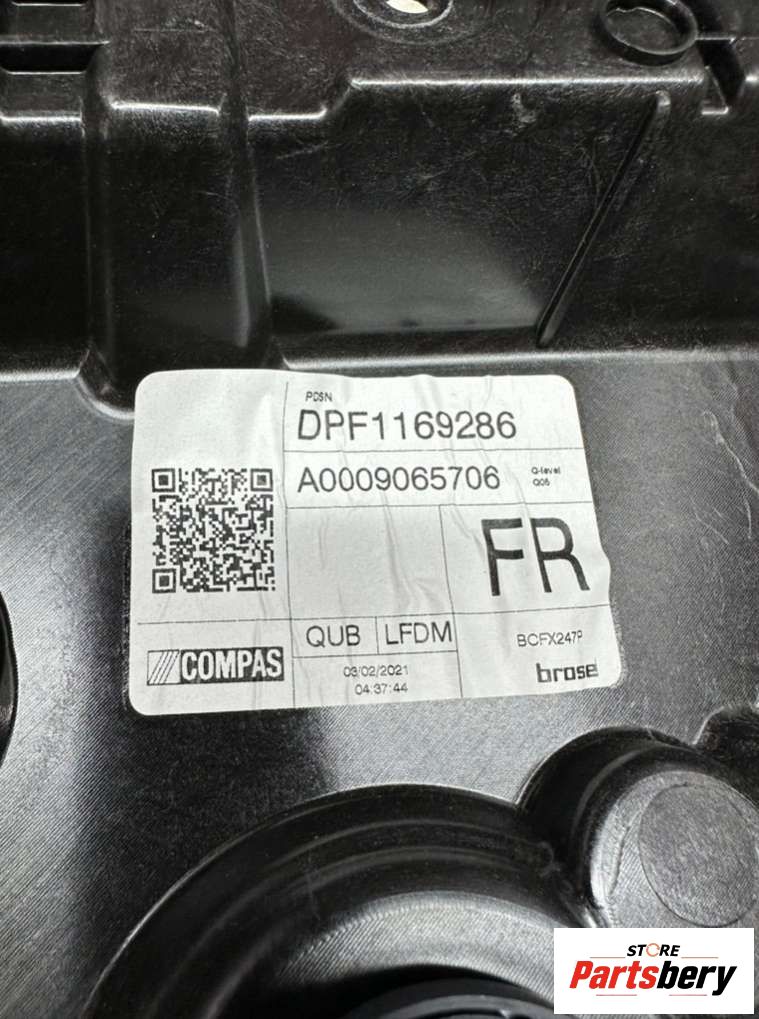 PDSN
DPF1169286
A0009065706
Q-level
Q05
FR
QUB
LFDM
COMPAS
03/02/2021
04:37:44
BCFX247P
brose
STORE
Partsbery